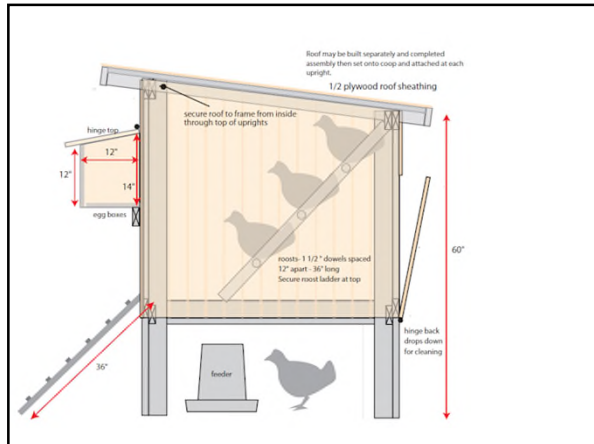 Roof may be built separately and completed
assembly then set onto coop and attached at each
upright.
1/2 plywood roof sheathing
secure roof to frame from inside
through top of uprights
hinge top
12"
12"
14"
egg boxes
roosts- 1 1/2 " dowels spaced
12" apart - 36" long
Secure roost ladder at top
60"
hinge back
drops down
for cleaning
36"
feeder